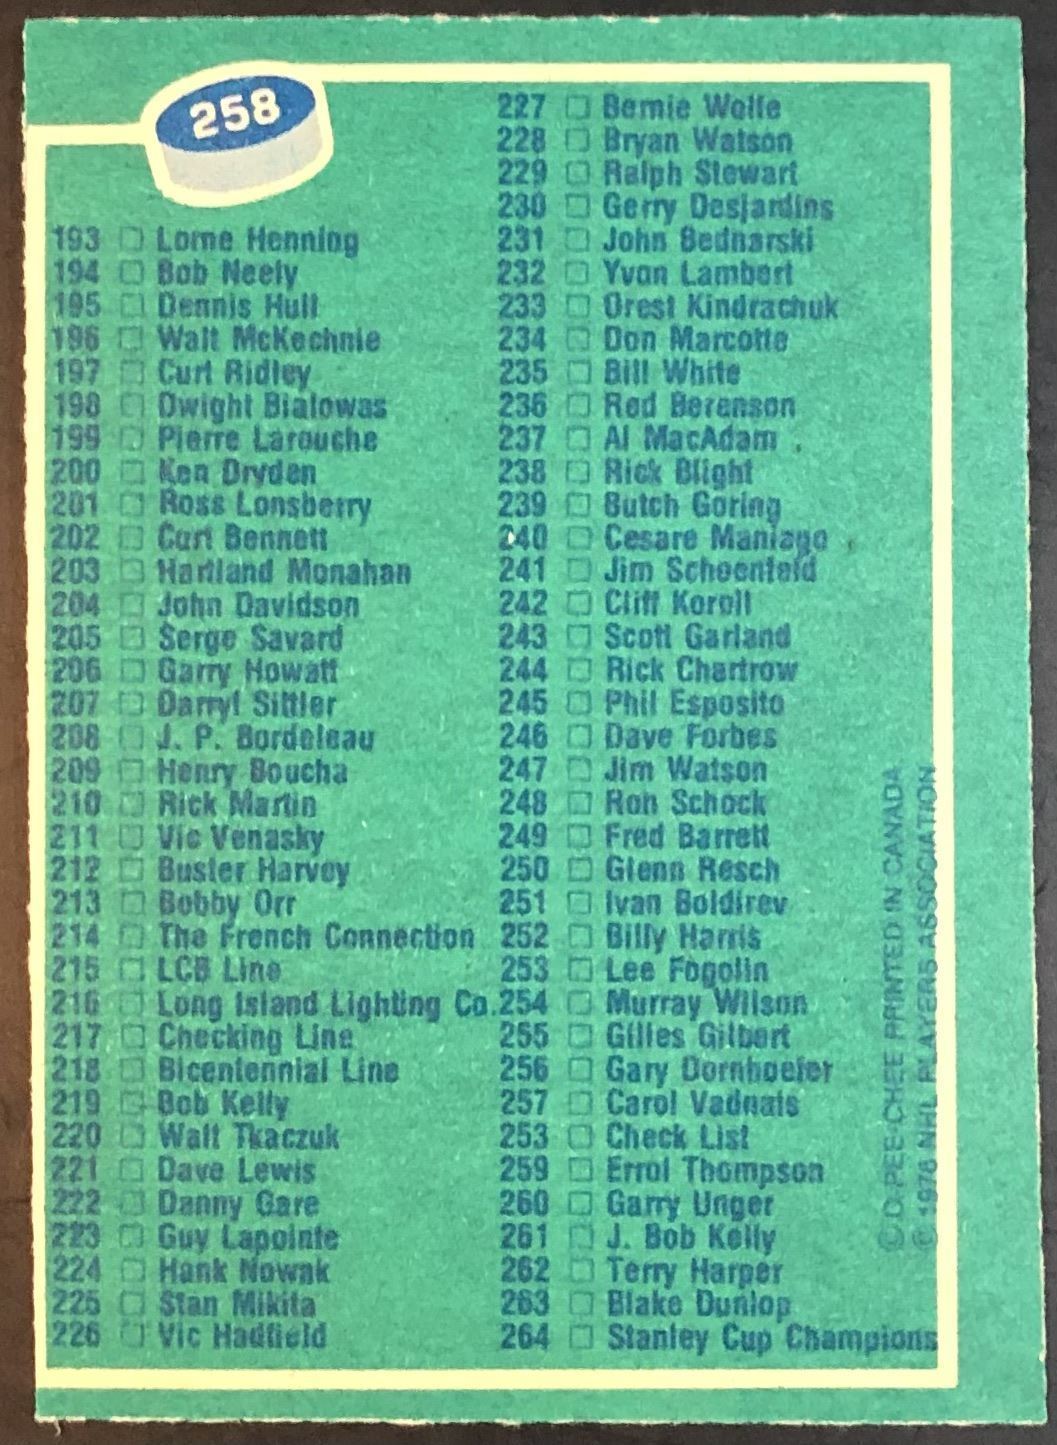 258
193 Lorne Henning
194 Bob Neely
195 Dennis Hull
196 Walt McKechnie
197 Curt Ridley
198 Dwight Bialowas
199 Pierre Larouche
200 Ken Dryden
201 Ross Lonsberry
202 Curt Bennett
203 Hartland Monahan
204 John Davidson
205 Serge Savard
206 Garry Howatt
207 Darryl Sittler
208 J. P. Bordeleau
209 Henry Boucha
210 Rick Martin
211 Vic Venasky
212 Buster Harvey
213 Bobby Orr
214 The French Connection
215 LCB Line
216 Long Island Lighting Co.
217 Checking Line
218 Bicentennial Line
219 Bob Kelly
220 Walt Tkaczuk
221 Dave Lewis
222 Danny Gare
223 Guy Lapointe
224 Hank Nowak
225 Stan Mikita
226 Vic Hadfield
227 Bernie Wolfe
228 Bryan Watson
229 Ralph Stewart
230 Gerry Desjardins
231 John Bednarski
232 Yvon Lambert
233 Orest Kindrachuk
234 Don Marcotte
235 Bill White
236 Red Berenson
237 Al MacAdam
238 Rick Blight
239 Butch Goring
240 Cesare Maniago
241 Jim Schoenfeld
242 Cliff Koroll
243 Scott Garland
244 Rick Chartrow
245 Phil Esposito
246 Dave Forbes
247 Jim Watson
248 Ron Schock
249 Fred Barrett
250 Glenn Resch
251 Ivan Boldirev
252 Billy Harris
253 Lee Fogolin
254 Murray Wilson
255 Gilles Gilbert
256 Gary Dornhoefer
257 Carol Vadnais
253 Check List
259 Errol Thompson
260 Garry Unger
261 J. Bob Kelly
262 Terry Harper
263 Blake Dunlop
264 Stanley Cup Champions
© O-PEE-CHEE PRINTED IN CANADA
© 1976 NHL PLAYERS ASSOCIATION